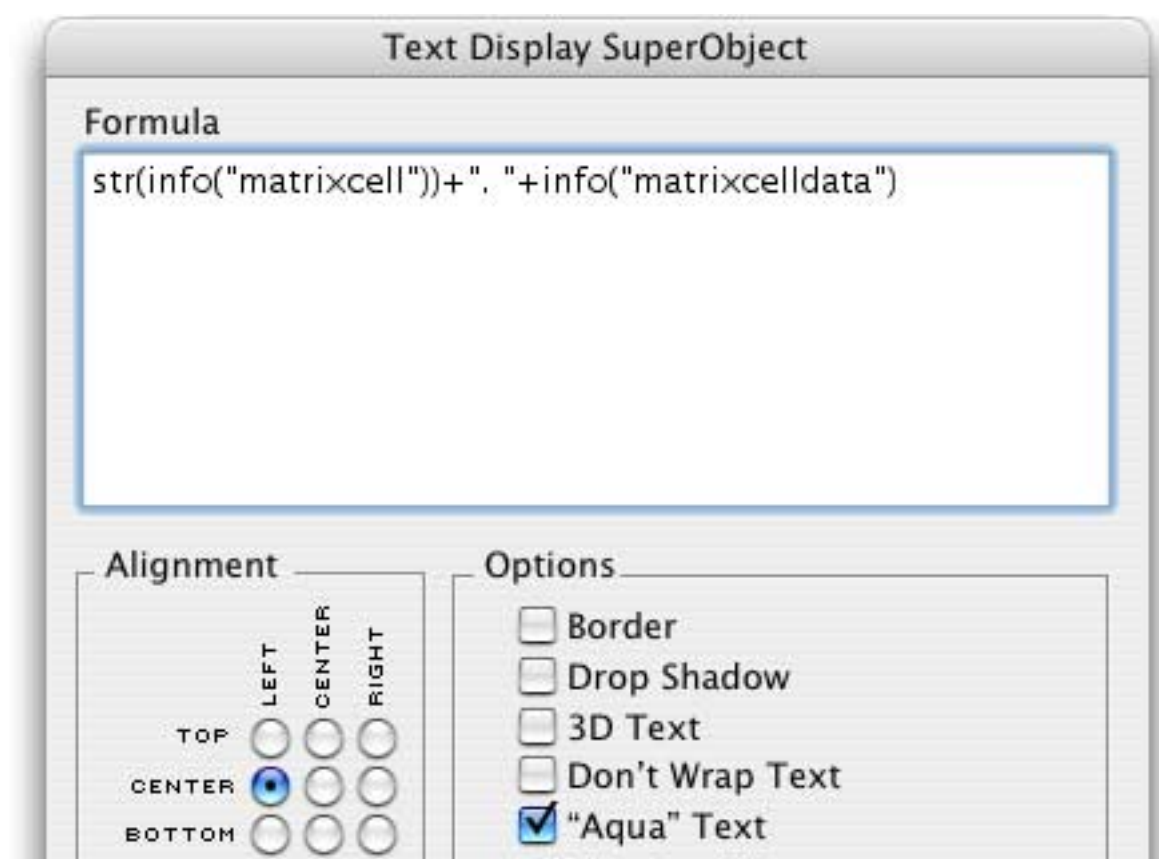 Text Display SuperObject
Formula
str(info("matrixcell"))+". "+info("matrixcelldata")
Alignment
LEFT
CENTER
RIGHT
TOP
CENTER
BOTTOM
Options
Border
Drop Shadow
3D Text
Don't Wrap Text
“Aqua” Text